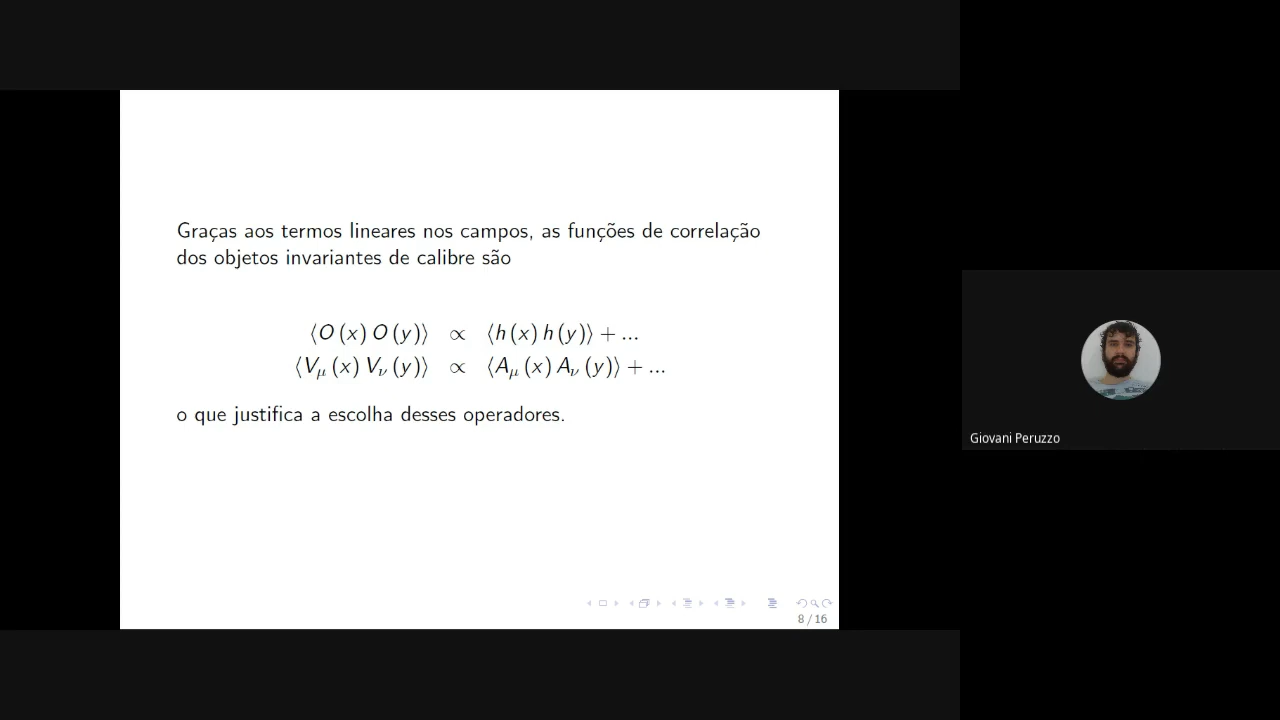 Graças aos termos lineares nos campos, as funções de correlação
dos objetos invariantes de calibre são
⟨O (x) O (y)⟩ ∝ ⟨h (x) h (y)⟩ + ...
⟨V_μ (x) V_ν (y)⟩ ∝ ⟨A_μ (x) A_ν (y)⟩ + ...
o que justifica a escolha desses operadores.
8 / 16
Giovani Peruzzo